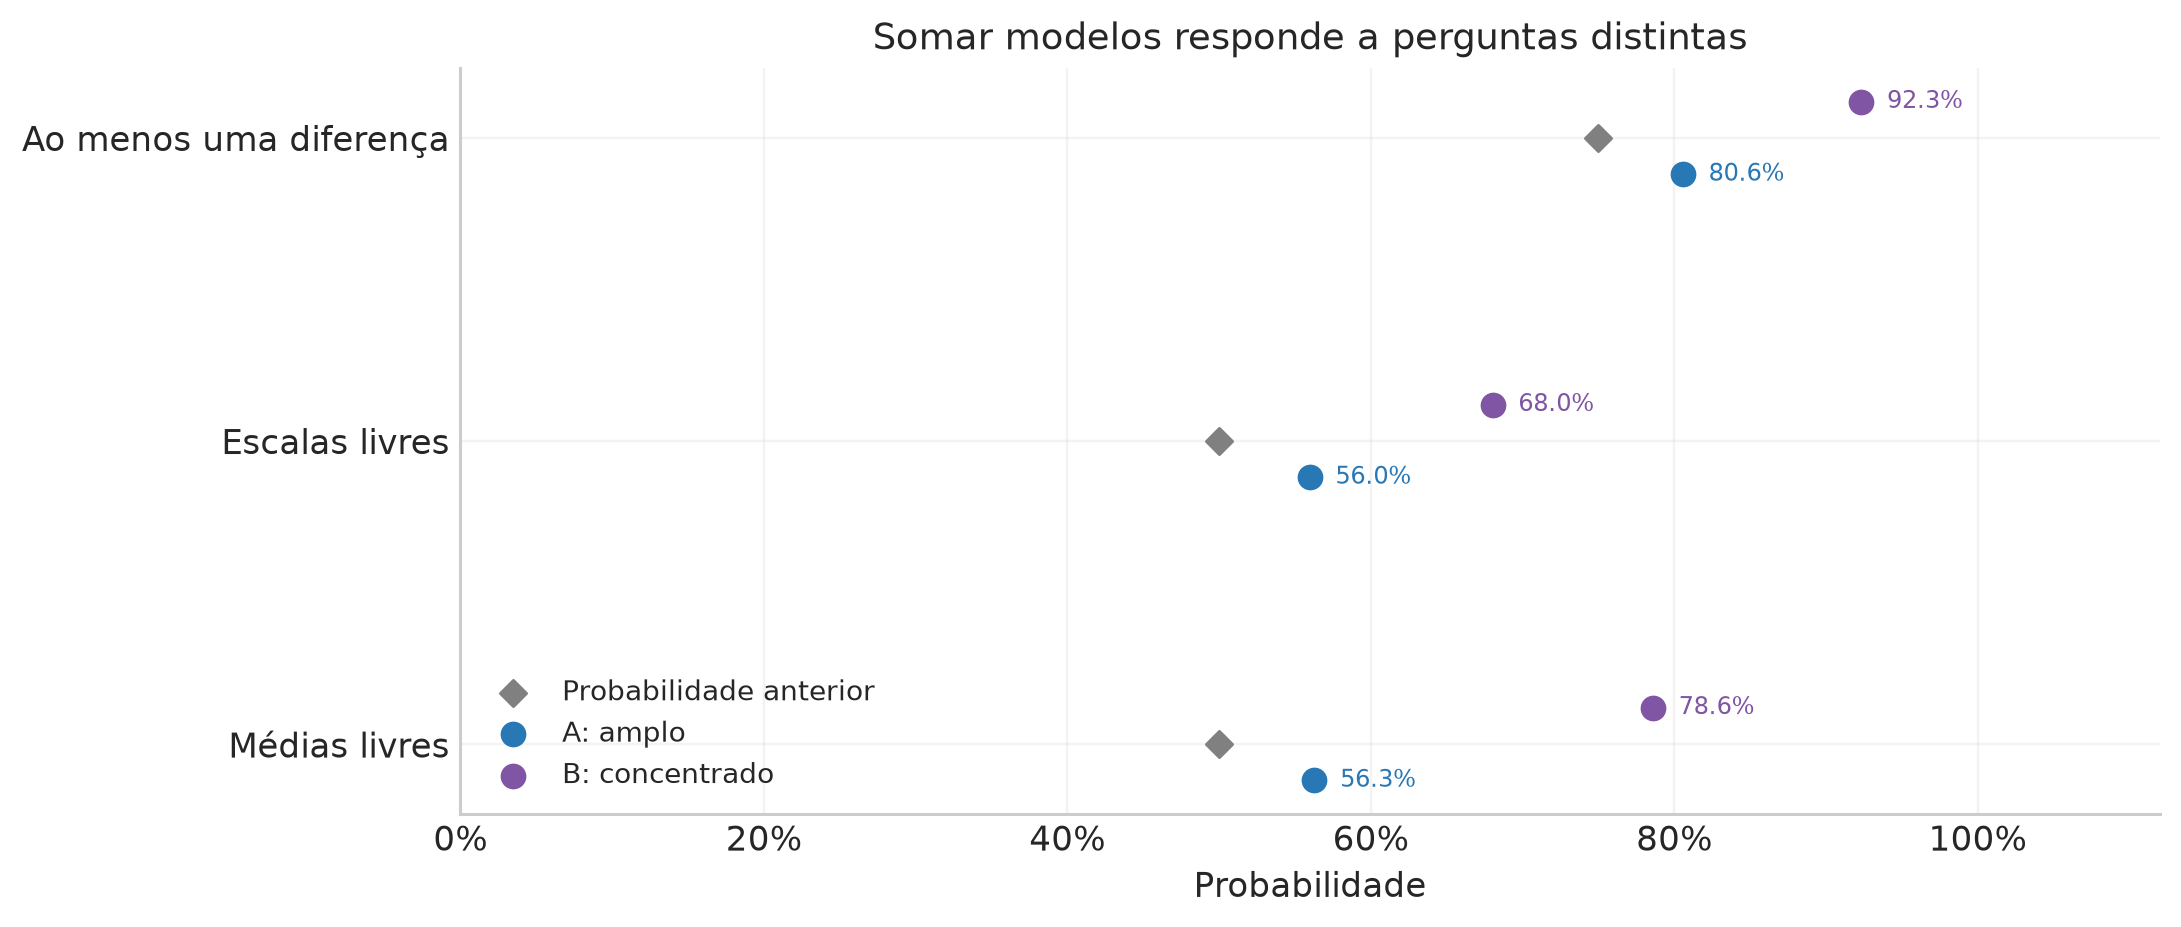 Somar modelos responde a perguntas distintas
Ao menos uma diferença
92.3%
80.6%
Escalas livres
68.0%
56.0%
Médias livres
78.6%
56.3%
Probabilidade anterior
A: amplo
B: concentrado
0% 20% 40% 60% 80% 100%
Probabilidade